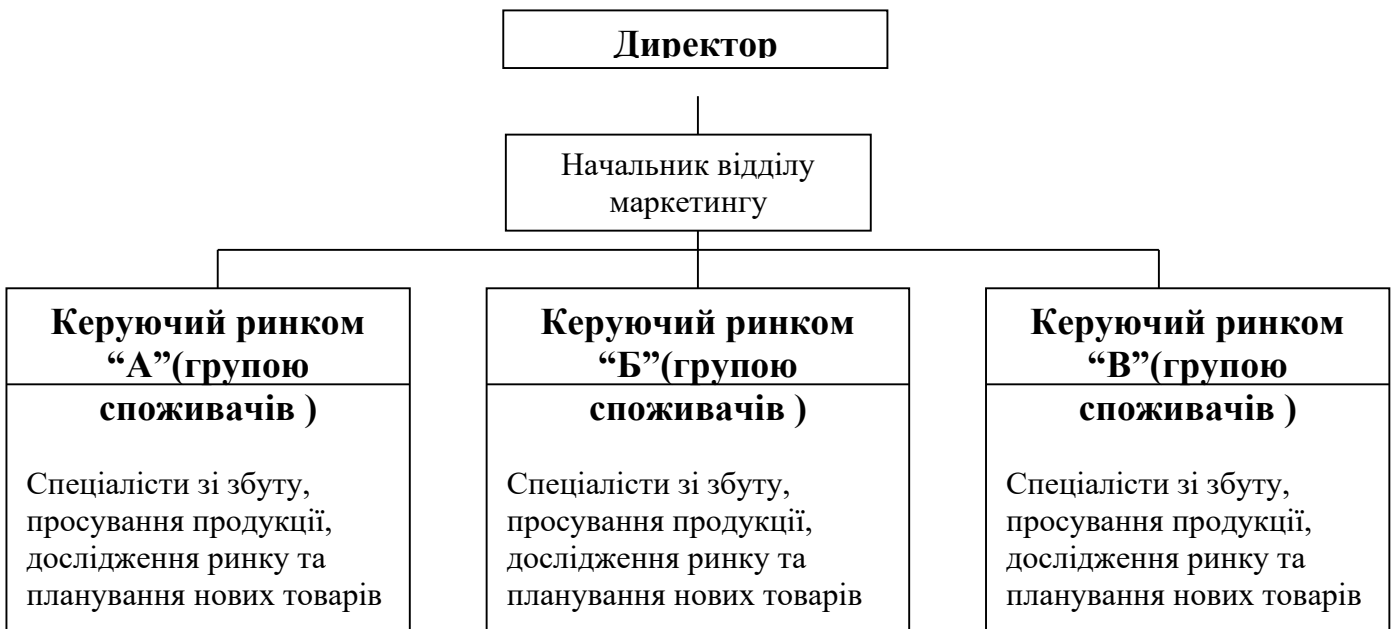 Директор
Начальник відділу
маркетингу
Керуючий ринком
“А”(групою
споживачів )
Спеціалісти зі збуту,
просування продукції,
дослідження ринку та
планування нових товарів
Керуючий ринком
“Б”(групою
споживачів )
Спеціалісти зі збуту,
просування продукції,
дослідження ринку та
планування нових товарів
Керуючий ринком
“В”(групою
споживачів )
Спеціалісти зі збуту,
просування продукції,
дослідження ринку та
планування нових товарів